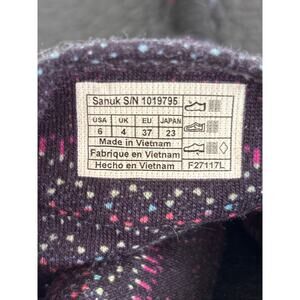 Sanuk S/N 1019795
USA UK EU JAPAN
6 4 37 23
Made in Vietnam
Fabriqué en Vietnam
Hecho en Vietnam
F27117L